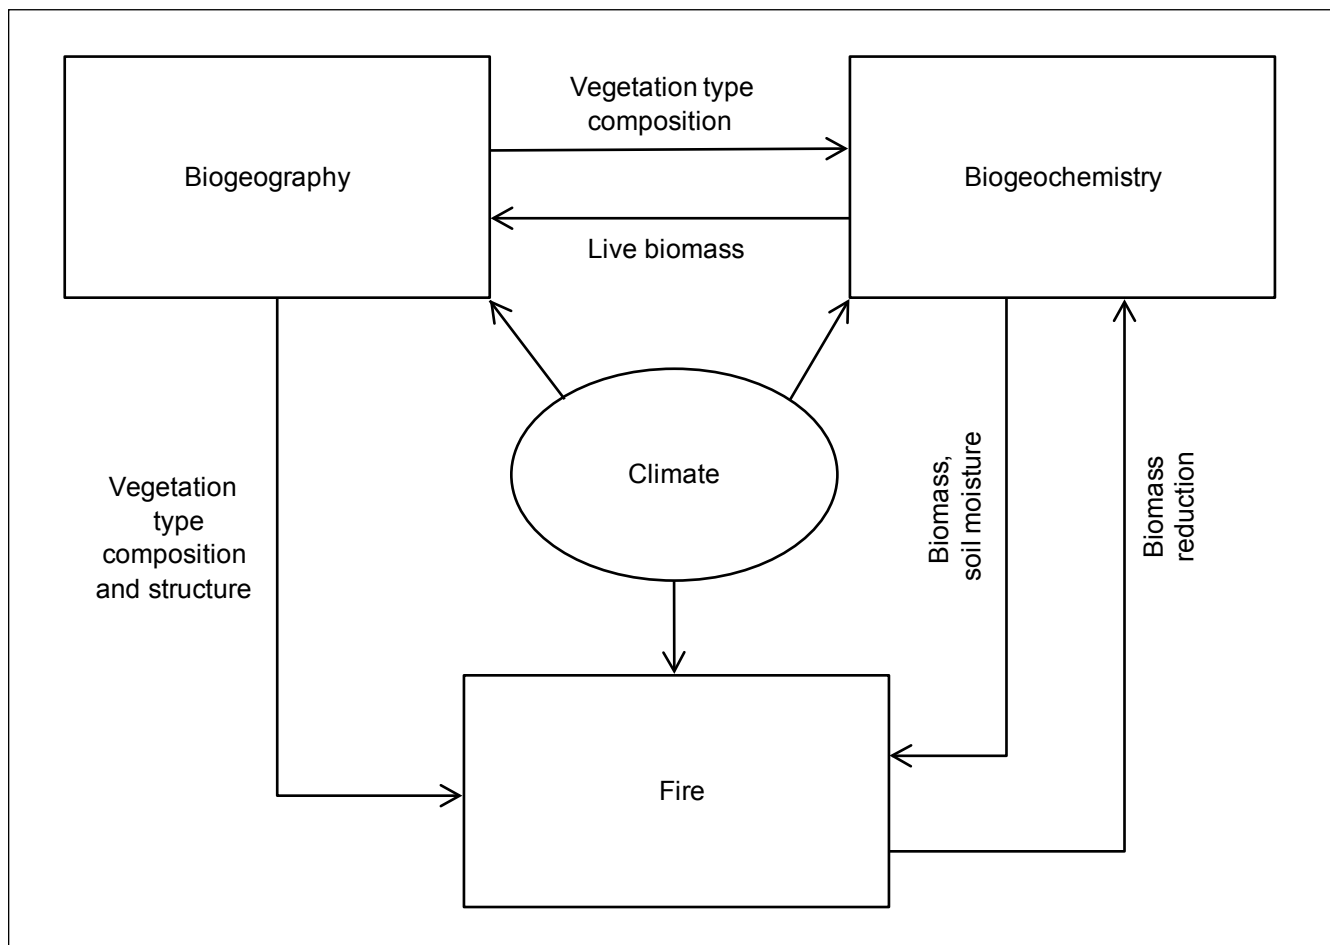 Vegetation type
composition
Biogeography
Biogeochemistry
Live biomass
Climate
Vegetation
type
composition
and structure
Biomass,
soil moisture
Biomass
reduction
Fire